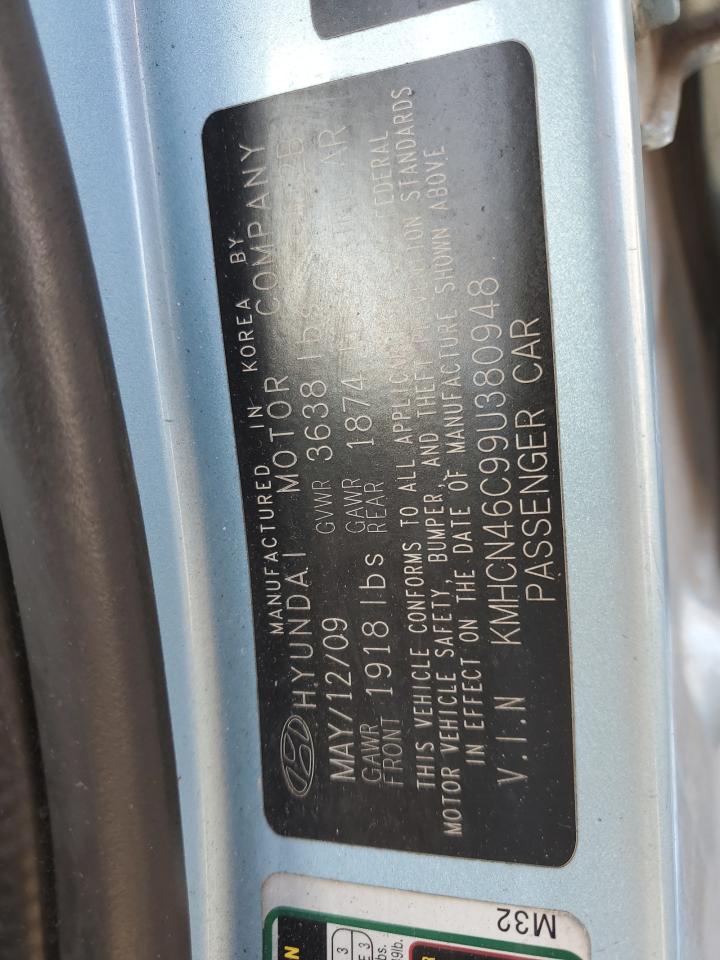 MANUFACTURED IN KOREA BY
HYUNDAI MOTOR COMPANY
MAY/12/09 GVWR 3638 lbs 2B
GAWR FRONT 1918 lbs GAWR REAR 1874 AR
THIS VEHICLE CONFORMS TO ALL FEDERAL
MOTOR VEHICLE SAFETY, BUMPER, AND THEFT PREVENTION STANDARDS
IN EFFECT ON THE DATE OF MANUFACTURE SHOWN ABOVE
V.I.N KMHCN46C99U380948
PASSENGER CAR
M32